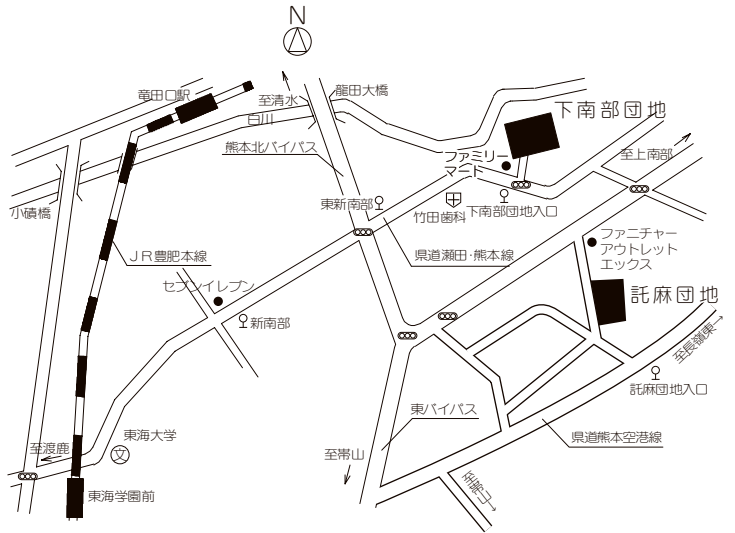 N
竜田口駅
至清水
龍田大橋
白川
下南部団地
熊本北バイパス
ファミリー
マート
至上南部
東新南部
竹田歯科
下南部団地入口
小磧橋
JR豊肥本線
県道瀬田・熊本線
ファニチャー
アウトレット
エックス
セブンイレブン
託麻団地
新南部
至長嶺東→
託麻団地入口
東バイパス
東海大学
文
県道熊本空港線
至渡鹿
至帯山
至帯山→
東海学園前